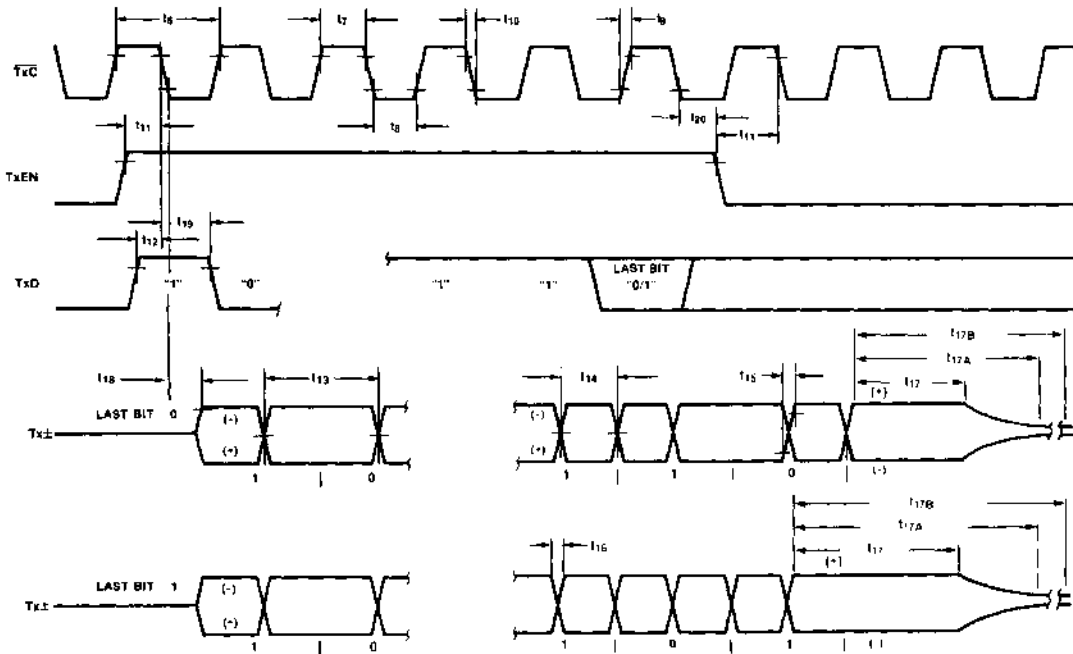 t6 t7 t10 t9
TxC
t11 t8 t20 t11
TxEN
t19
t12
TxD "1" "0" "1" "1" LAST BIT "0/1"
t17B
t17A
t18 t13 t14 t15 t17
LAST BIT 0 (-) (-) (+)
Tx±
(+) (+) (-)
1 | 0 1 | 1 | 0 |
t17B
t17A
t16 t17
LAST BIT 1 (-) (+)
Tx±
(+)
1 | 0 1 | 0 | 1 |